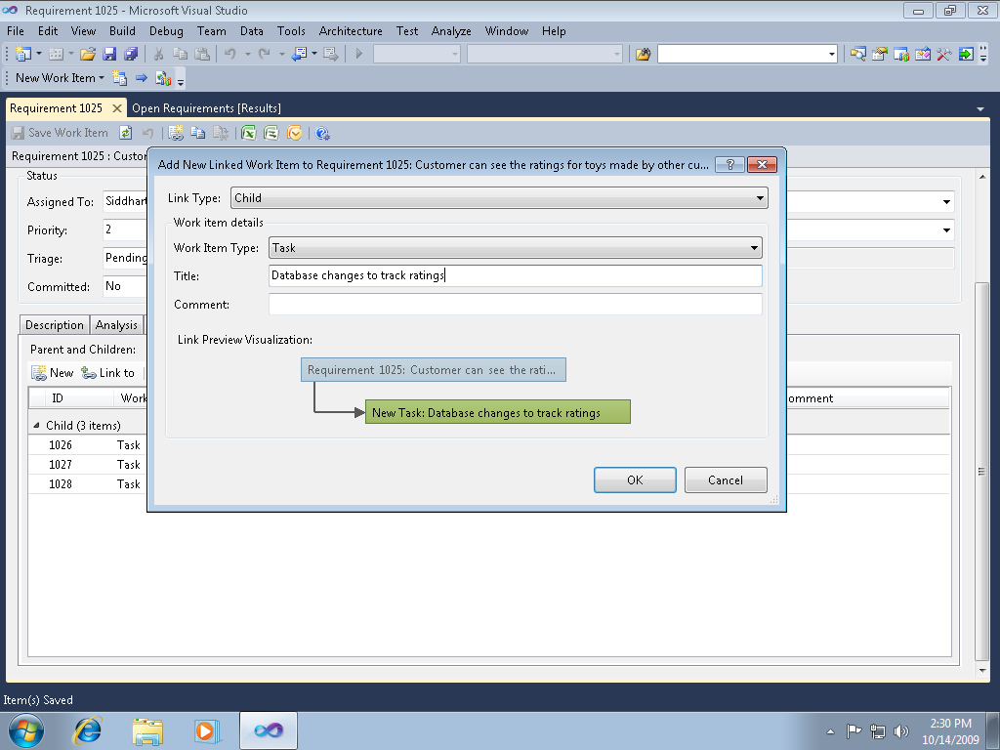 Requirement 1025 - Microsoft Visual Studio
File Edit View Build Debug Team Data Tools Architecture Test Analyze Window Help
New Work Item
Requirement 1025 Open Requirements [Results]
Save Work Item
Requirement 1025 : Custo
Add New Linked Work Item to Requirement 1025: Customer can see the ratings for toys made by other cu...
Status
Assigned To: Siddhart
Priority: 2
Triage: Pending
Committed: No
Link Type: Child
Work item details
Work Item Type: Task
Title: Database changes to track ratings
Comment:
Link Preview Visualization:
Requirement 1025: Customer can see the rati...
New Task: Database changes to track ratings
OK Cancel
Description Analysis
Parent and Children:
New Link to
ID Work omment
Child (3 items)
1026 Task
1027 Task
1028 Task
Item(s) Saved
2:30 PM
10/14/2009